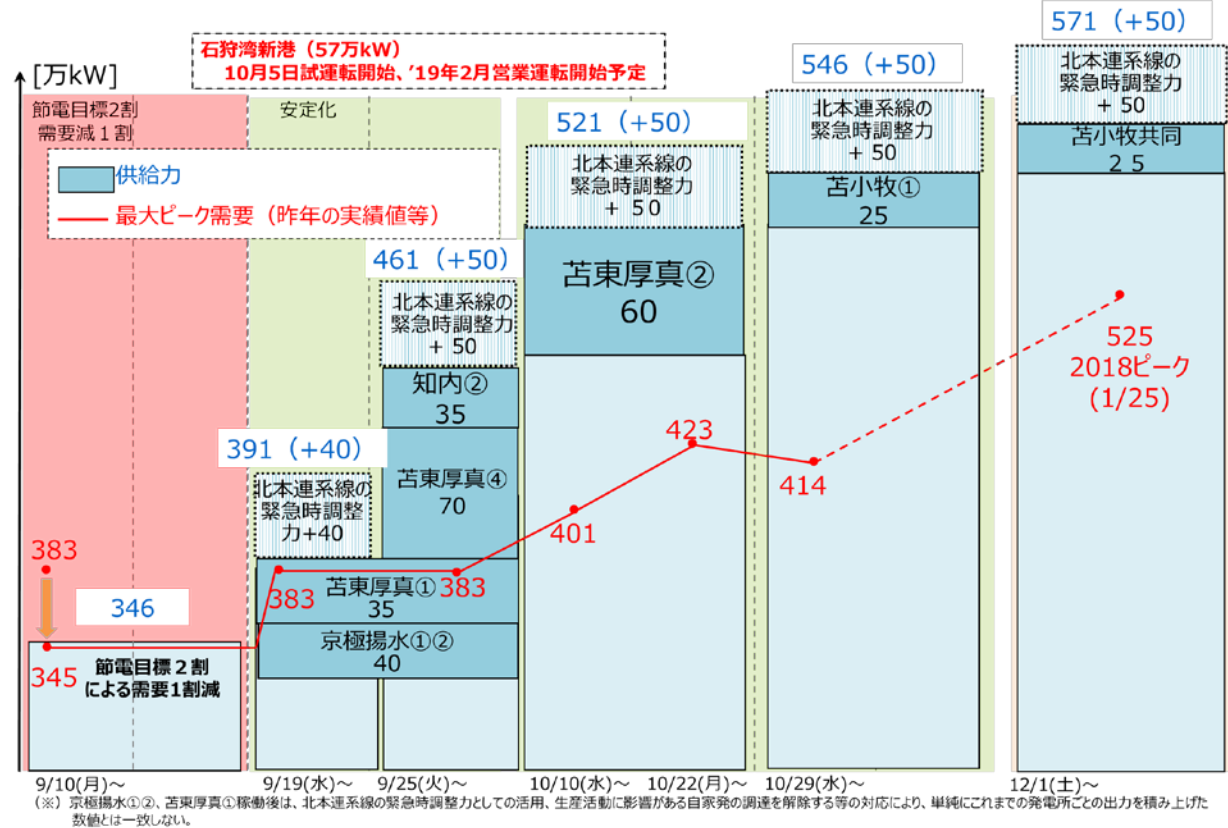 571（+50）
石狩湾新港（57万kW）
10月5日試運転開始、’19年2月営業運転開始予定
546（+50）
北本連系線の
緊急時調整力
+ 50
[万kW]
節電目標2割
需要減１割
安定化
521（+50）
北本連系線の
緊急時調整力
+ 50
苫小牧共同
２５
供給力
最大ピーク需要（昨年の実績値等）
北本連系線の
緊急時調整力
+ ５０
苫小牧①
25
461（+50）
北本連系線の
緊急時調整力
+ 50
苫東厚真②
60
知内②
35
525
2018ピーク
(1/25)
391（+40）
423
414
北本連系線の
緊急時調整
力+40
苫東厚真④
70
401
383
346
383
苫東厚真①
35
383
345
節電目標２割
による需要1割減
京極揚水①②
40
9/10(月)～
9/19(水)～
9/25(火)～
10/10(水)～
10/22(月)～
10/29(水)～
12/1(土)～
（※）京極揚水①②、苫東厚真①稼働後は、北本連系線の緊急時調整力としての活用、生産活動に影響がある自家発の調達を解除する等の対応により、単純にこれまでの発電所ごとの出力を積み上げた
数値とは一致しない。